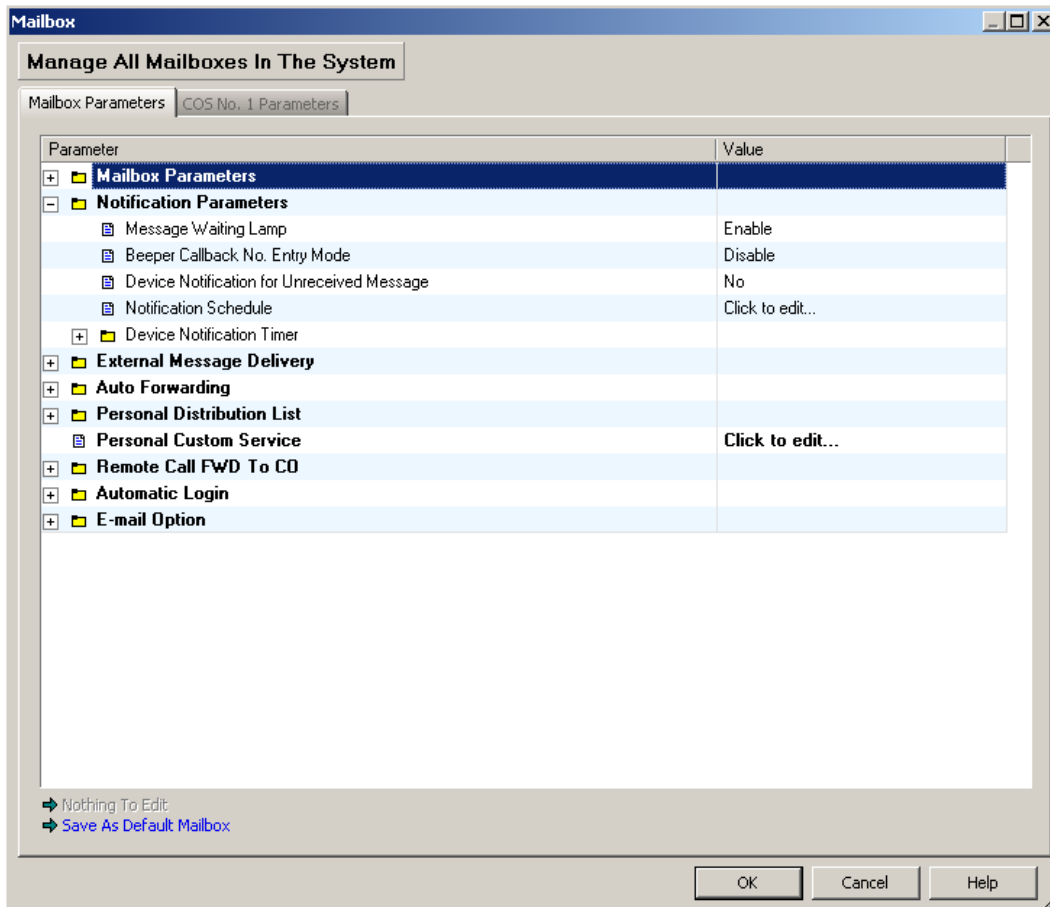 Mailbox
Manage All Mailboxes In The System
Mailbox Parameters COS No. 1 Parameters
Parameter Value
Mailbox Parameters
Notification Parameters
Message Waiting Lamp Enable
Beeper Callback No. Entry Mode Disable
Device Notification for Unreceived Message No
Notification Schedule Click to edit...
Device Notification Timer
External Message Delivery
Auto Forwarding
Personal Distribution List
Personal Custom Service Click to edit...
Remote Call FWD To CO
Automatic Login
E-mail Option
Nothing To Edit
Save As Default Mailbox
OK Cancel Help